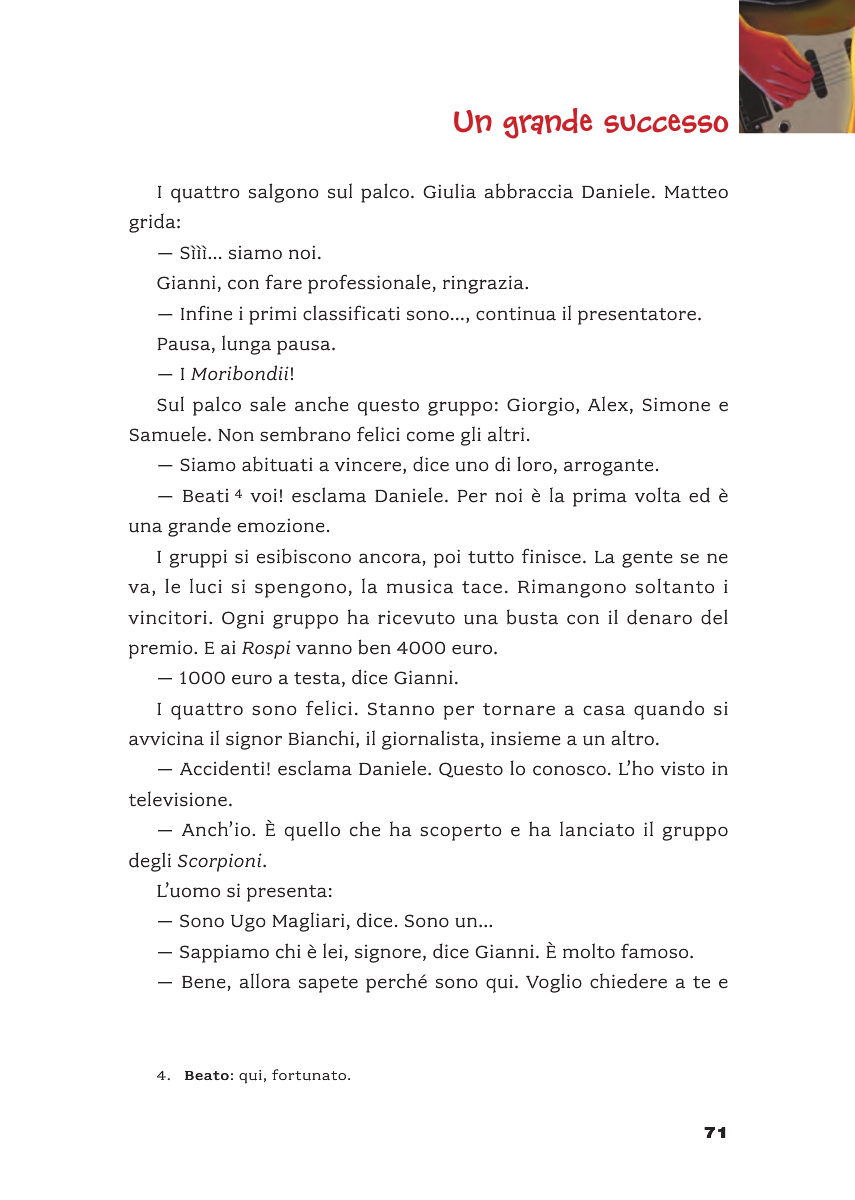 Un grande successo
I quattro salgono sul palco. Giulia abbraccia Daniele. Matteo
grida:
— Sììì... siamo noi.
Gianni, con fare professionale, ringrazia.
— Infine i primi classificati sono..., continua il presentatore.
Pausa, lunga pausa.
— I Moribondii!
Sul palco sale anche questo gruppo: Giorgio, Alex, Simone e
Samuele. Non sembrano felici come gli altri.
— Siamo abituati a vincere, dice uno di loro, arrogante.
— Beati 4 voi! esclama Daniele. Per noi è la prima volta ed è
una grande emozione.
I gruppi si esibiscono ancora, poi tutto finisce. La gente se ne
va, le luci si spengono, la musica tace. Rimangono soltanto i
vincitori. Ogni gruppo ha ricevuto una busta con il denaro del
premio. E ai Rospi vanno ben 4000 euro.
— 1000 euro a testa, dice Gianni.
I quattro sono felici. Stanno per tornare a casa quando si
avvicina il signor Bianchi, il giornalista, insieme a un altro.
— Accidenti! esclama Daniele. Questo lo conosco. L’ho visto in
televisione.
— Anch’io. È quello che ha scoperto e ha lanciato il gruppo
degli Scorpioni.
L’uomo si presenta:
— Sono Ugo Magliari, dice. Sono un...
— Sappiamo chi è lei, signore, dice Gianni. È molto famoso.
— Bene, allora sapete perché sono qui. Voglio chiedere a te e
4. Beato: qui, fortunato.
71